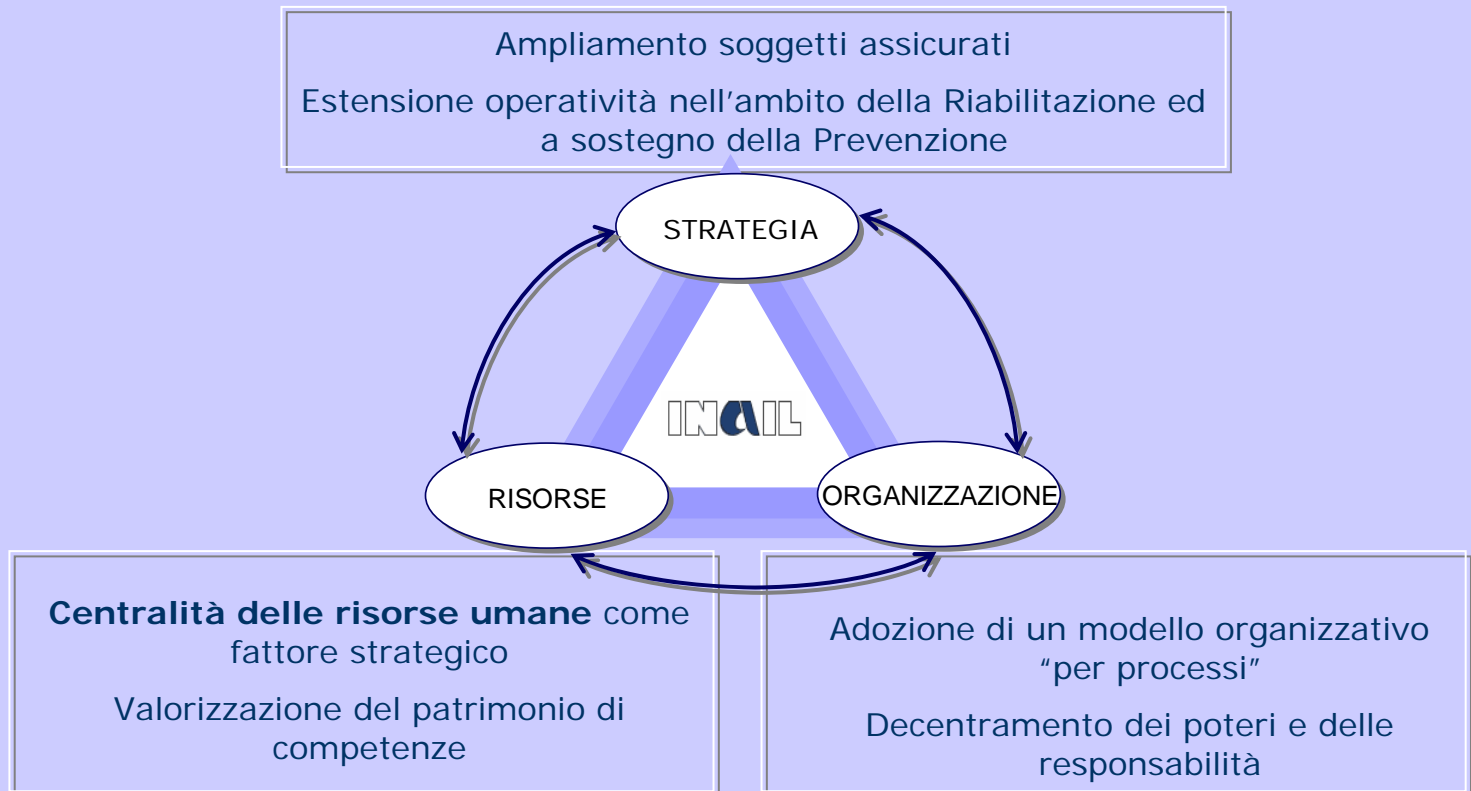 Ampliamento soggetti assicurati
Estensione operatività nell'ambito della Riabilitazione ed
a sostegno della Prevenzione
STRATEGIA
INAIL
RISORSE
ORGANIZZAZIONE
Centralità delle risorse umane come
fattore strategico
Valorizzazione del patrimonio di
competenze
Adozione di un modello organizzativo
“per processi”
Decentramento dei poteri e delle
responsabilità